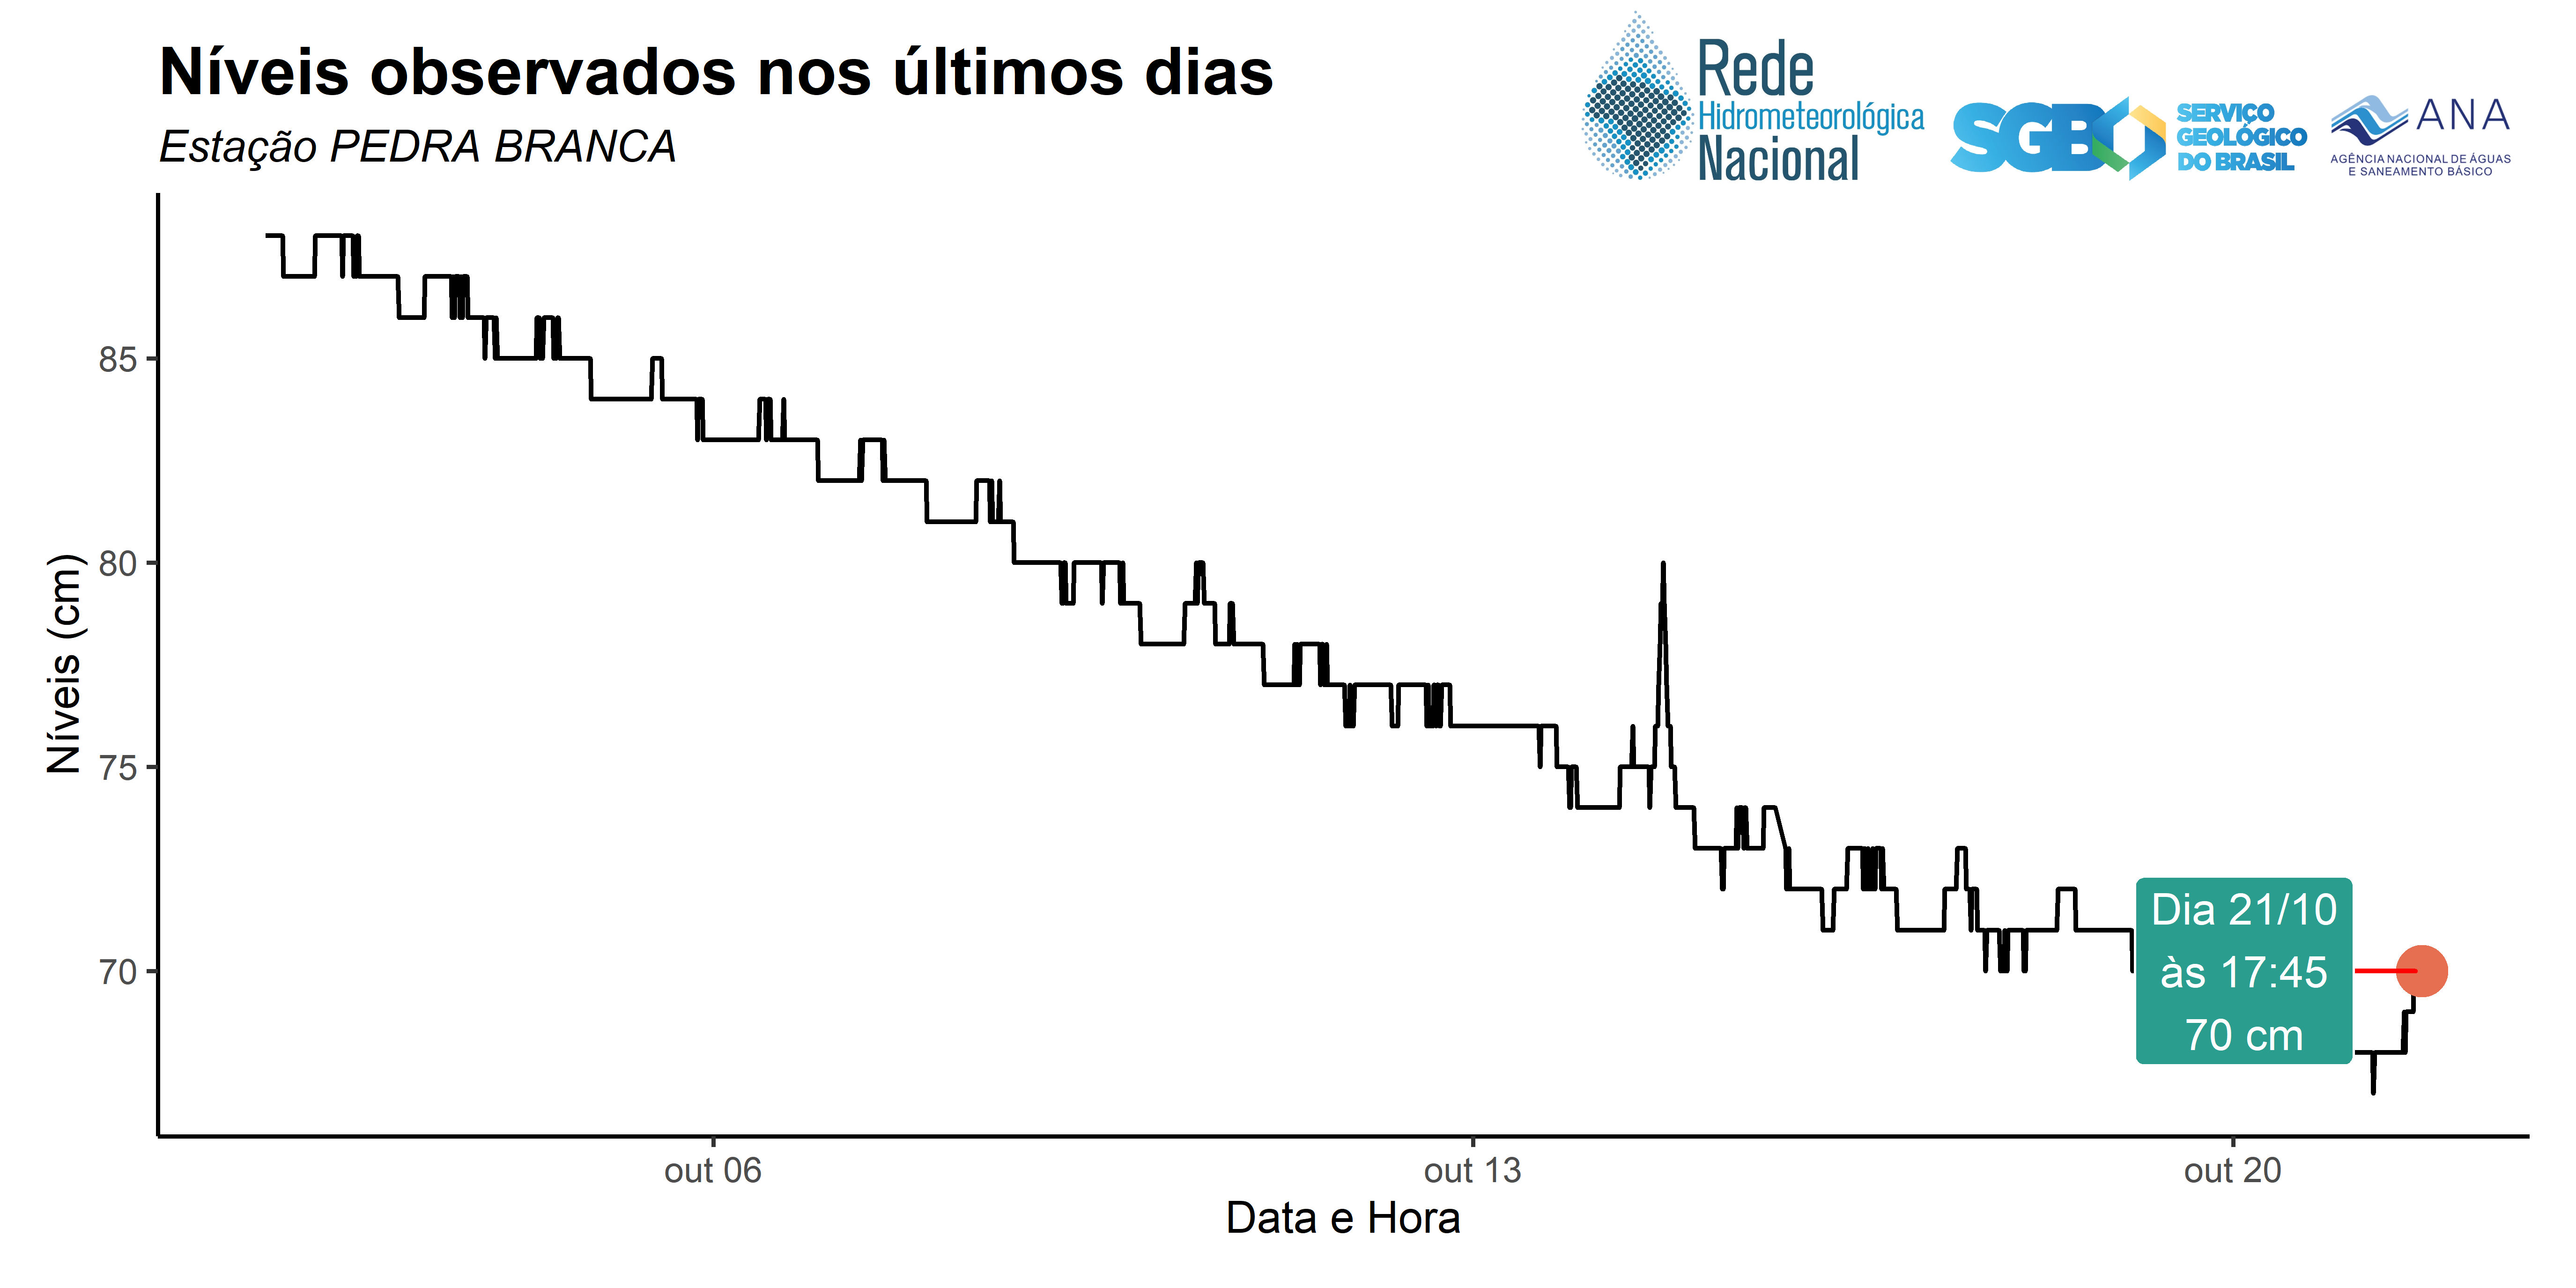 Níveis observados nos últimos dias
Estação PEDRA BRANCA
Rede
Hidrometeorológica
Nacional
SGB
SERVIÇO
GEOLÓGICO
DO BRASIL
ANA
AGÊNCIA NACIONAL DE ÁGUAS
E SANEAMENTO BÁSICO
Níveis (cm)
85
80
75
70
Dia 21/10
às 17:45
70 cm
out 06
out 13
out 20
Data e Hora